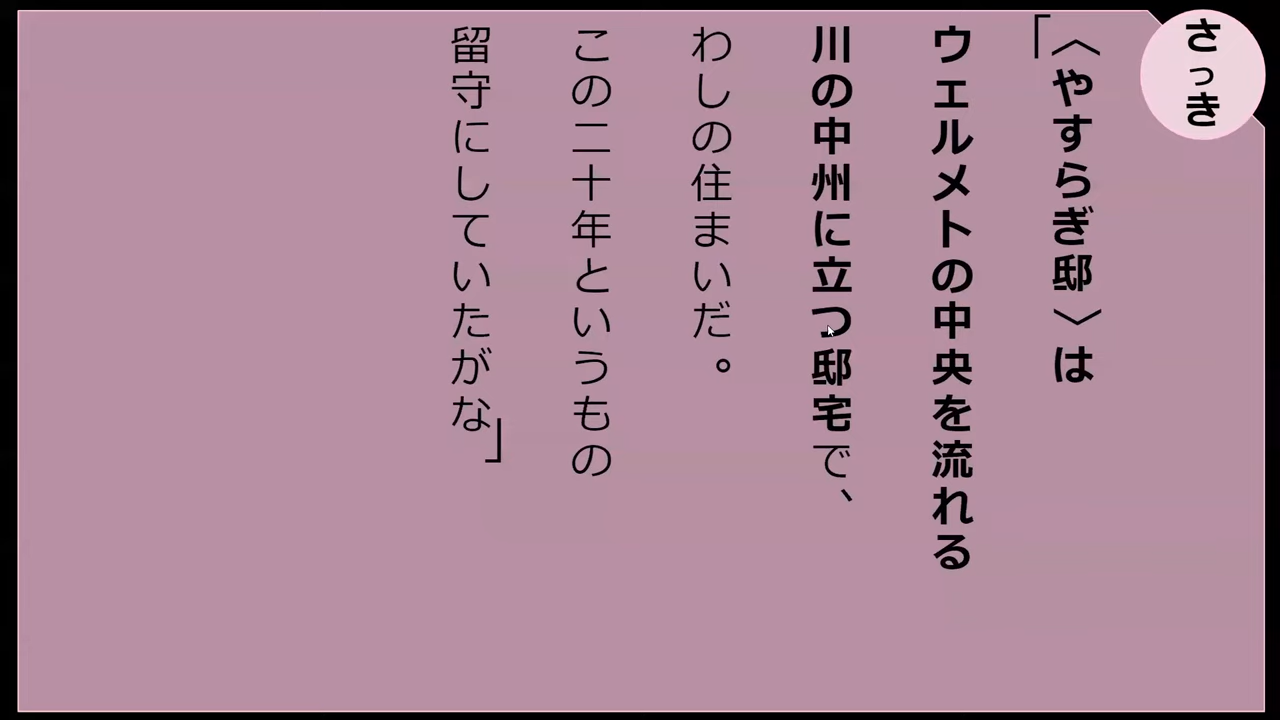 さっき
「〈やすらぎ邸〉は
ウェルメトの中央を流れる
川の中州に立つ邸宅で、
わしの住まいだ。
この二十年というもの
留守にしていたがな」